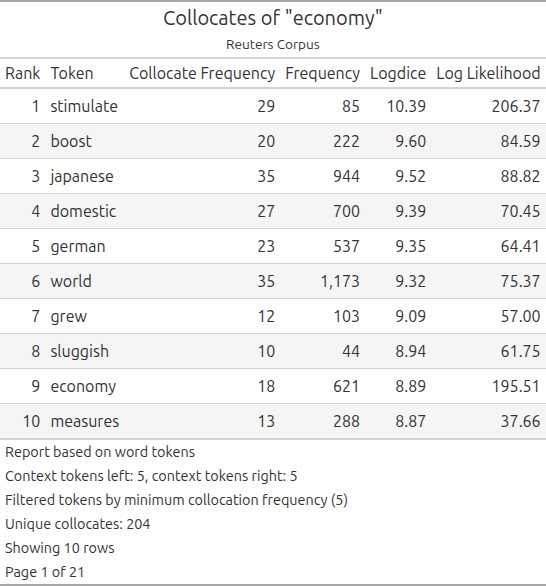 Collocates of "economy"
Reuters Corpus
Rank Token Collocate Frequency Frequency Logdice Log Likelihood
1 stimulate 29 85 10.39 206.37
2 boost 20 222 9.60 84.59
3 japanese 35 944 9.52 88.82
4 domestic 27 700 9.39 70.45
5 german 23 537 9.35 64.41
6 world 35 1,173 9.32 75.37
7 grew 12 103 9.09 57.00
8 sluggish 10 44 8.94 61.75
9 economy 18 621 8.89 195.51
10 measures 13 288 8.87 37.66
Report based on word tokens
Context tokens left: 5, context tokens right: 5
Filtered tokens by minimum collocation frequency (5)
Unique collocates: 204
Showing 10 rows
Page 1 of 21